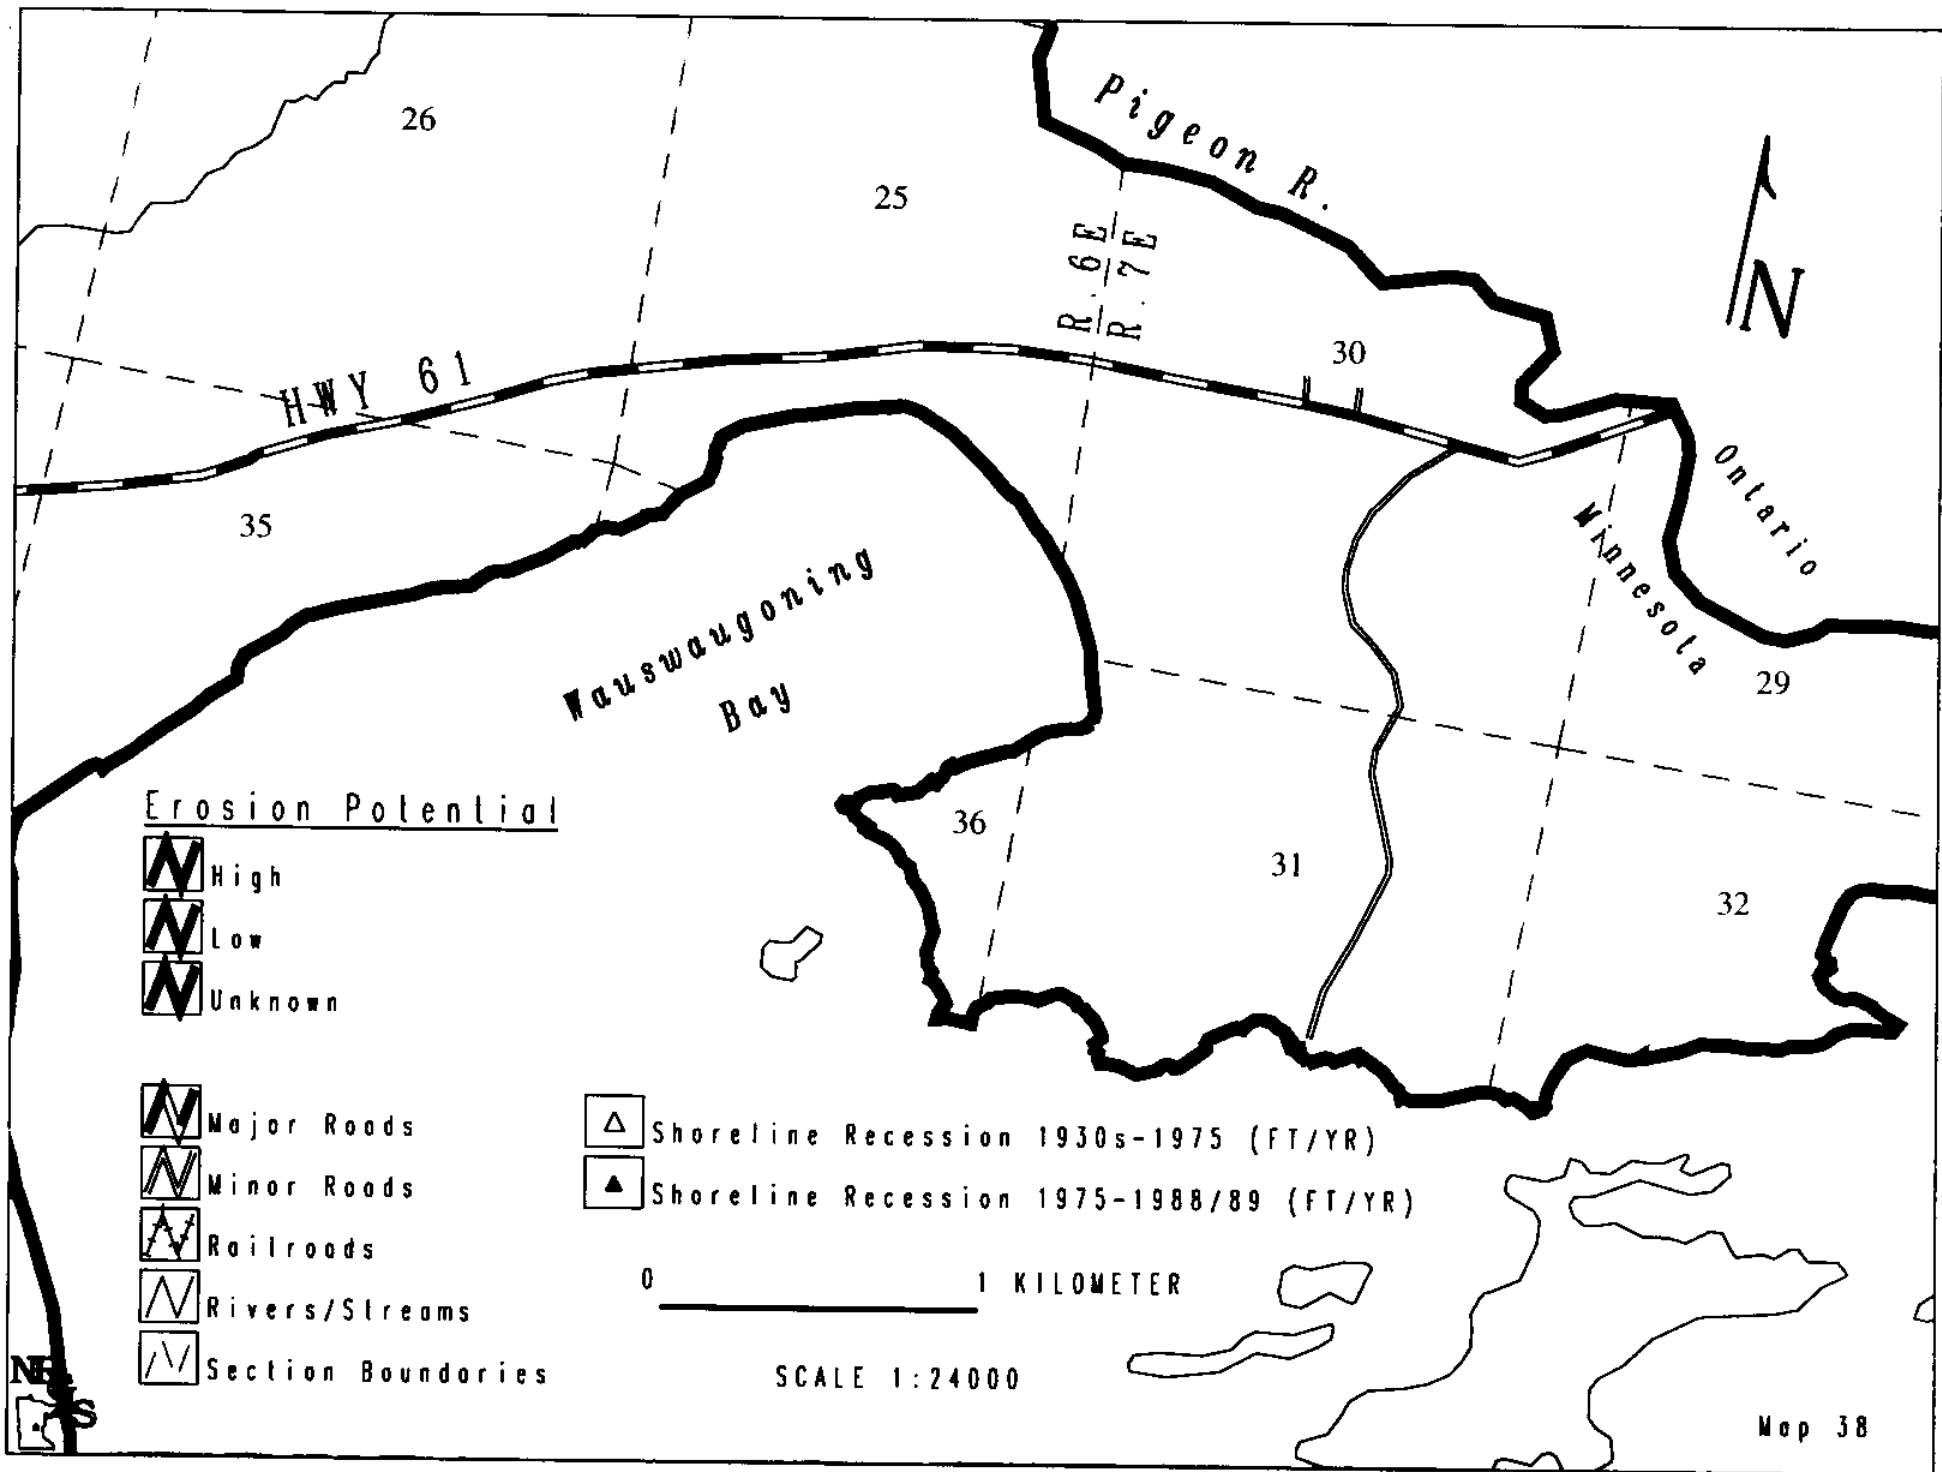 26
Pigeon R.
25
R. 6E
R. 7E
30
HWY 61
35
Ontario
Minnesota
Wauswaugoning
Bay
29
36
31
32
Erosion Potential
High
Low
Unknown
Major Roads
Minor Roads
Railroads
Rivers/Streams
Section Boundaries
Shoreline Recession 1930s-1975 (FT/YR)
Shoreline Recession 1975-1988/89 (FT/YR)
0 1 KILOMETER
SCALE 1:24000
N
Map 38